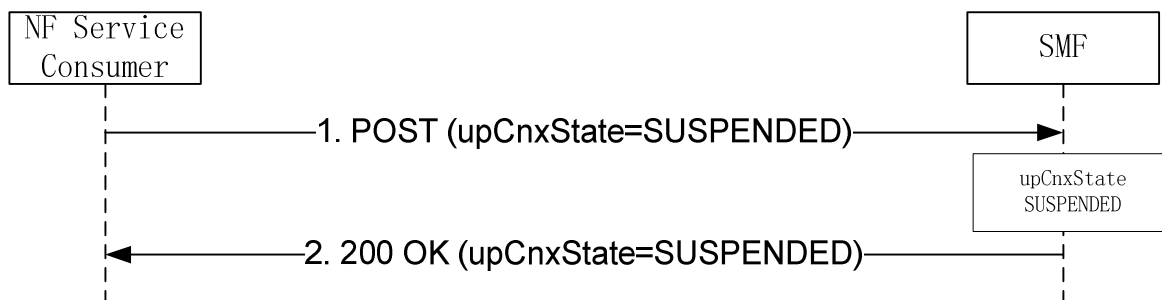 NF Service
Consumer
SMF
1. POST (upCnxState=SUSPENDED)
upCnxState
SUSPENDED
2. 200 OK (upCnxState=SUSPENDED)